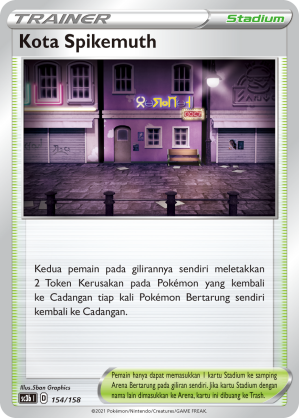 TRAINER
Stadium
Kota Spikemuth
Kedua pemain pada gilirannya sendiri meletakkan
2 Token Kerusakan pada Pokémon yang kembali
ke Cadangan tiap kali Pokémon Bertarung sendiri
kembali ke Cadangan.
Illus.5ban Graphics
sc3b I D 154/158
Pemain hanya dapat memasukkan 1 kartu Stadium ke samping
Arena Bertarung pada giliran sendiri. Jika kartu Stadium dengan
nama lain dimasukkan ke Arena, kartu ini dibuang ke Trash.
©2021 Pokémon/Nintendo/Creatures/GAME FREAK.